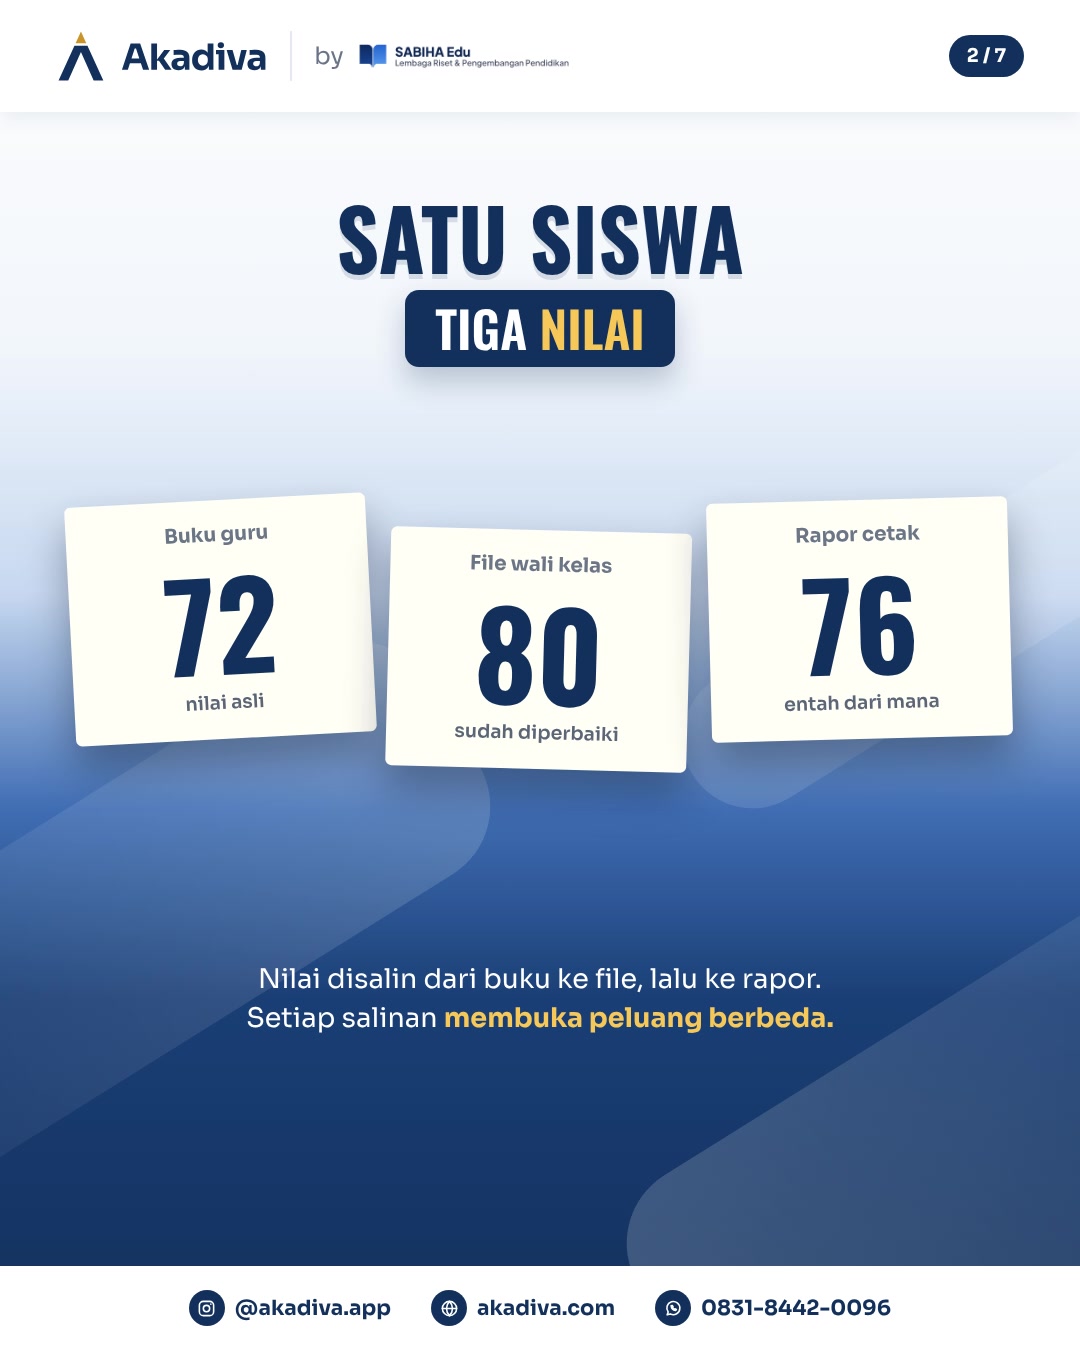 Akadiva
by
SABIHA Edu
Lembaga Riset & Pengembangan Pendidikan
2 / 7
SATU SISWA
TIGA NILAI
Buku guru
72
nilai asli
File wali kelas
80
sudah diperbaiki
Rapor cetak
76
entah dari mana
Nilai disalin dari buku ke file, lalu ke rapor.
Setiap salinan membuka peluang berbeda.
@akadiva.app
akadiva.com
0831-8442-0096